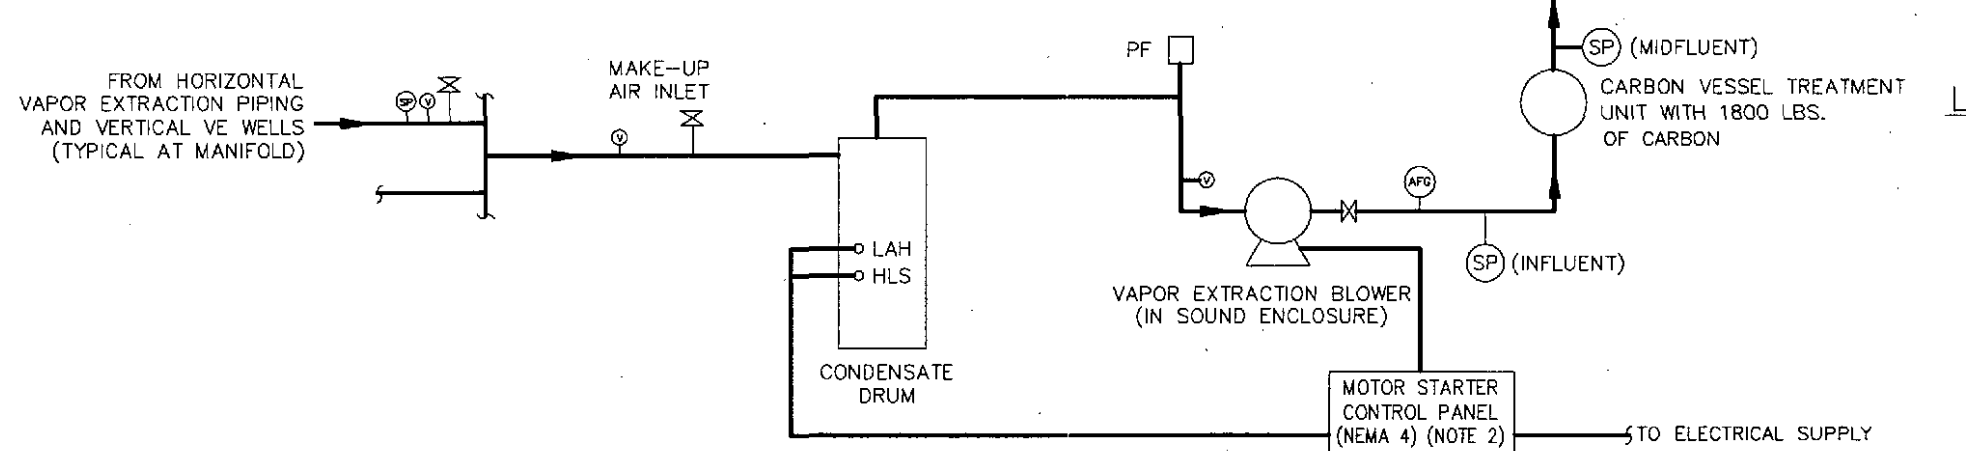 FROM HORIZONTAL
VAPOR EXTRACTION PIPING
AND VERTICAL VE WELLS
(TYPICAL AT MANIFOLD)
SP
V
MAKE-UP
AIR INLET
V
LAH
HLS
CONDENSATE
DRUM
PF
V
VAPOR EXTRACTION BLOWER
(IN SOUND ENCLOSURE)
AFG
SP (INFLUENT)
SP (MIDFLUENT)
CARBON VESSEL TREATMENT
UNIT WITH 1800 LBS.
OF CARBON
L
MOTOR STARTER
CONTROL PANEL
(NEMA 4) (NOTE 2)
TO ELECTRICAL SUPPLY